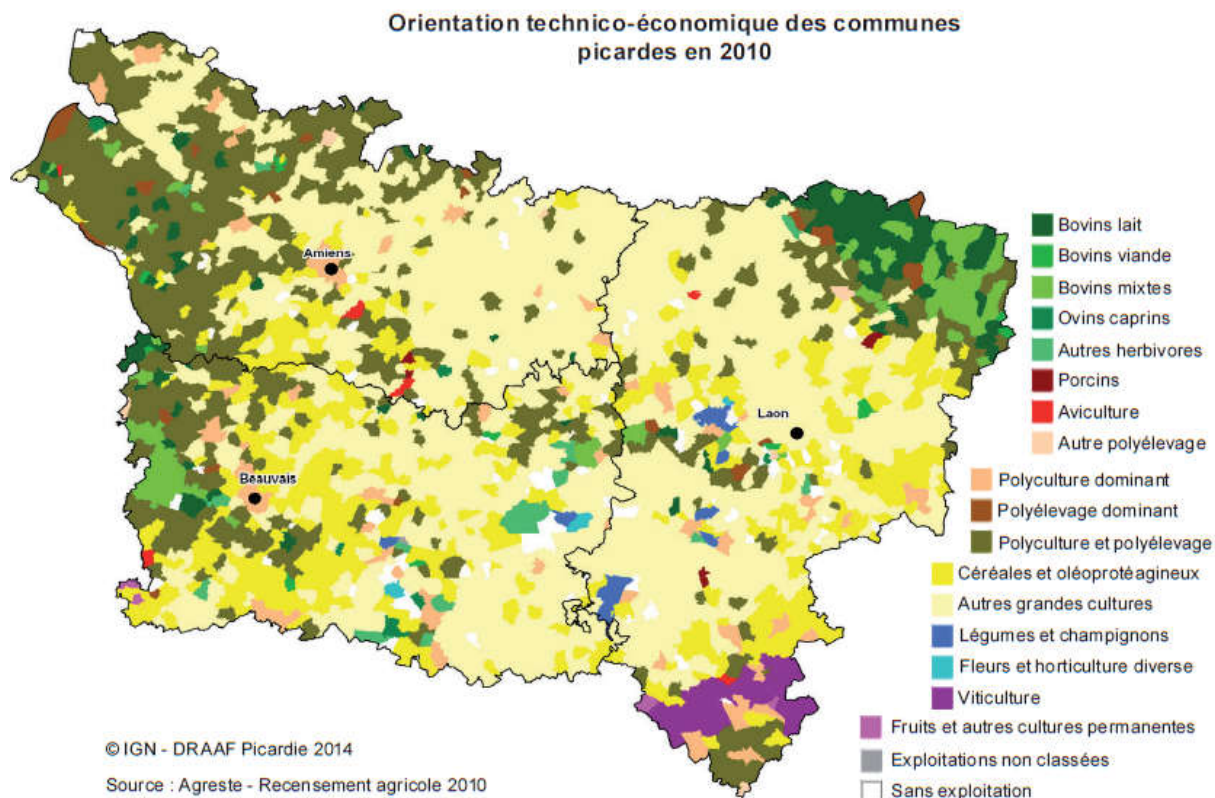 Orientation technico-économique des communes
picardes en 2010
Amiens
Laon
Beauvais
Bovins lait
Bovins viande
Bovins mixtes
Ovins caprins
Autres herbivores
Porcins
Aviculture
Autre polyélevage
Polyculture dominant
Polyélevage dominant
Polyculture et polyélevage
Céréales et oléoprotéagineux
Autres grandes cultures
Légumes et champignons
Fleurs et horticulture diverse
Viticulture
Fruits et autres cultures permanentes
Exploitations non classées
Sans exploitation
© IGN - DRAAF Picardie 2014
Source : Agreste - Recensement agricole 2010